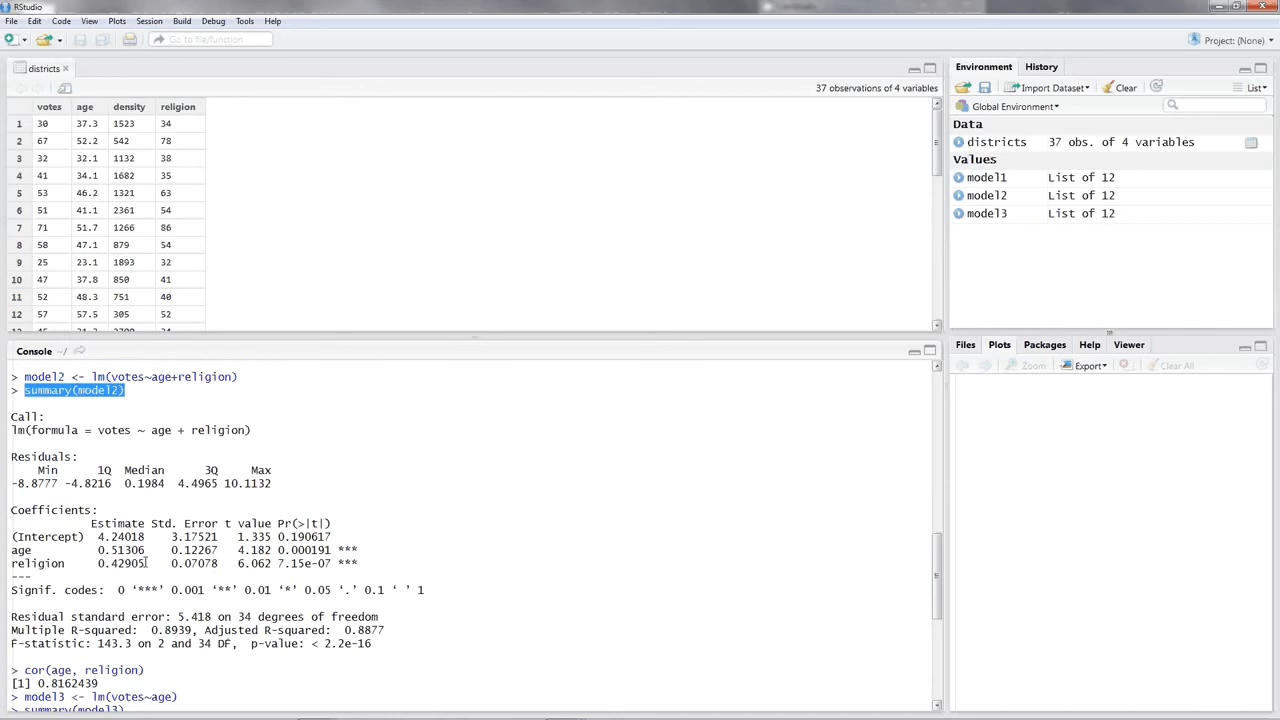 RStudio
File Edit Code View Plots Session Build Debug Tools Help
Go to file/function
Project: (None)
districts
37 observations of 4 variables
votes age density religion
1 30 37.3 1523 34
2 67 52.2 542 78
3 32 32.1 1132 38
4 41 34.1 1682 35
5 53 46.2 1321 63
6 51 41.1 2361 54
7 71 51.7 1266 86
8 58 47.1 879 54
9 25 23.1 1893 32
10 47 37.8 850 41
11 52 48.3 751 40
12 57 57.5 305 52
Environment History
Import Dataset Clear List
Global Environment
Data
districts 37 obs. of 4 variables
Values
model1 List of 12
model2 List of 12
model3 List of 12
Console ~/
> model2 <- lm(votes~age+religion)
> summary(model2)
Call:
lm(formula = votes ~ age + religion)
Residuals:
Min 1Q Median 3Q Max
-8.8777 -4.8216 0.1984 4.4965 10.1132
Coefficients:
Estimate Std. Error t value Pr(>|t|)
(Intercept) 4.24018 3.17521 1.335 0.190617
age 0.51306 0.12267 4.182 0.000191 ***
religion 0.42905 0.07078 6.062 7.15e-07 ***
---
Signif. codes: 0 ‘***’ 0.001 ‘**’ 0.01 ‘*’ 0.05 ‘.’ 0.1 ‘ ’ 1
Residual standard error: 5.418 on 34 degrees of freedom
Multiple R-squared: 0.8939, Adjusted R-squared: 0.8877
F-statistic: 143.3 on 2 and 34 DF, p-value: < 2.2e-16
> cor(age, religion)
[1] 0.8162439
> model3 <- lm(votes~age)
> summary(model3)
Files Plots Packages Help Viewer
Zoom Export Clear All